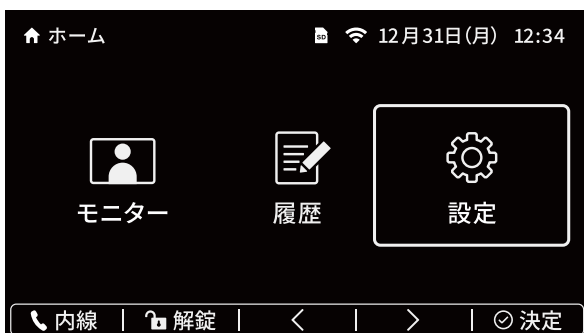 ホーム SD 12月31日(月) 12:34
モニター 履歴 設定
内線 解錠 < > 決定